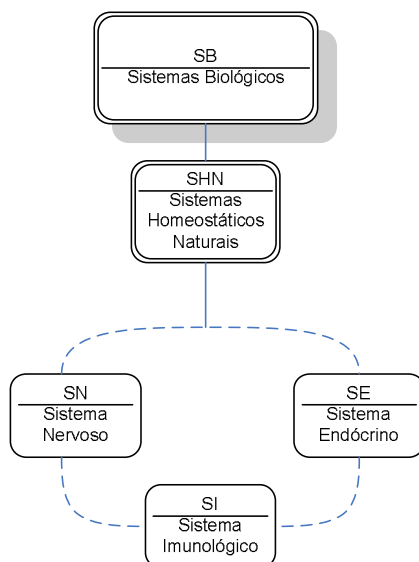 SB
Sistemas Biológicos
SHN
Sistemas
Homeostáticos
Naturais
SN
Sistema
Nervoso
SE
Sistema
Endócrino
SI
Sistema
Imunológico